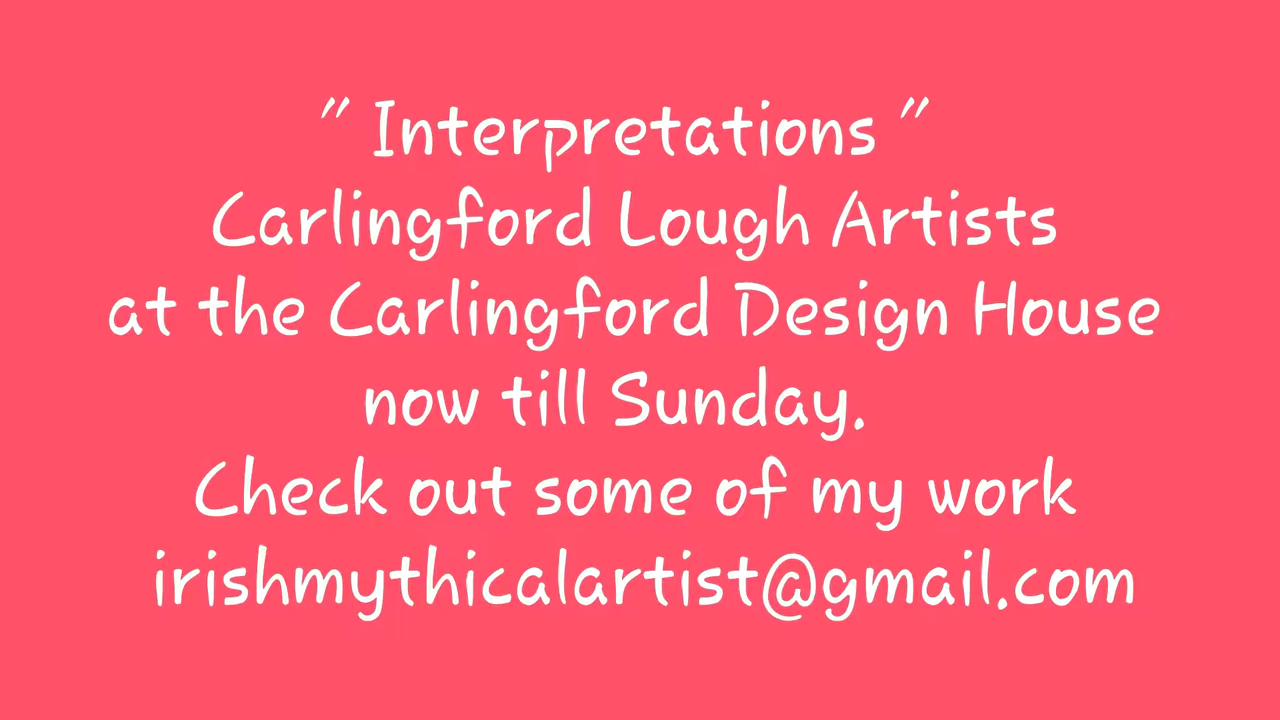 " Interpretations "
Carlingford Lough Artists
at the Carlingford Design House
now till Sunday.
Check out some of my work
irishmythicalartist@gmail.com